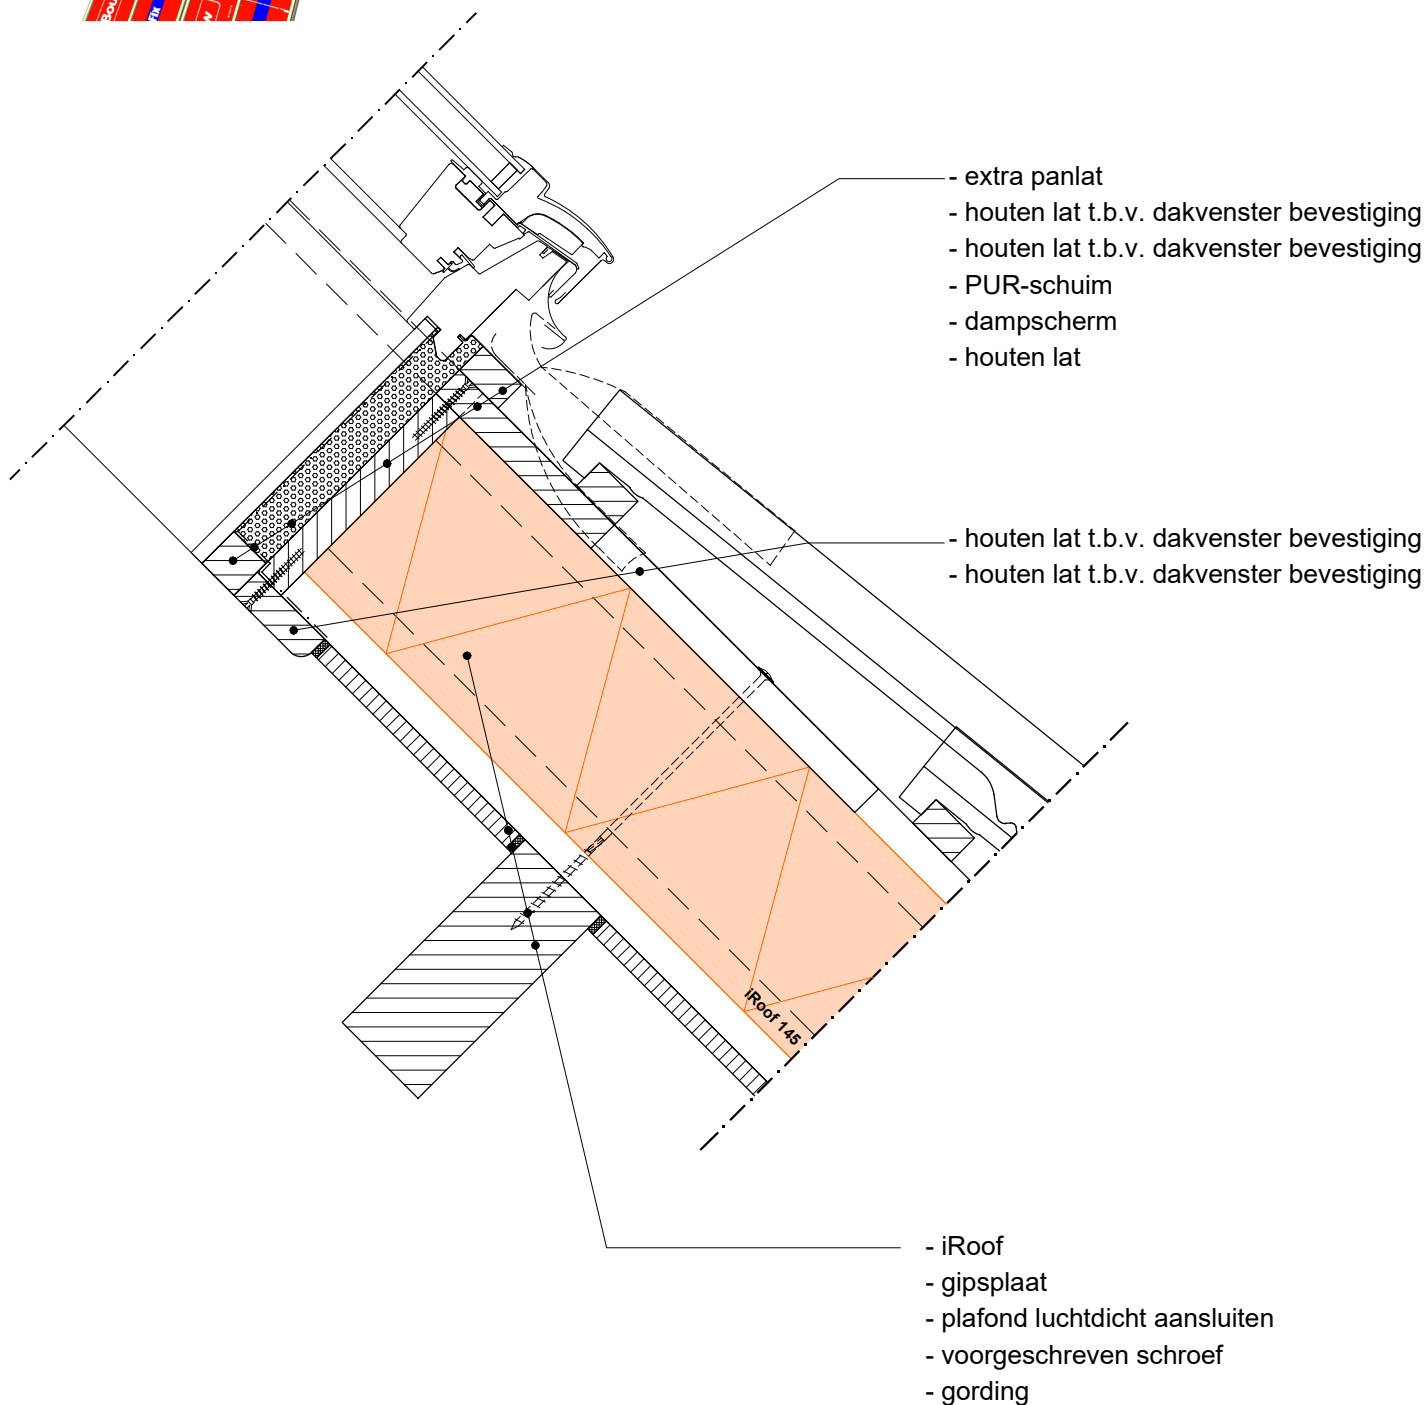 Fix
- extra panlat
- houten lat t.b.v. dakvenster bevestiging
- houten lat t.b.v. dakvenster bevestiging
- PUR-schuim
- dampscherm
- houten lat
- houten lat t.b.v. dakvenster bevestiging
- houten lat t.b.v. dakvenster bevestiging
iRoof 145
- iRoof
- gipsplaat
- plafond luchtdicht aansluiten
- voorgeschreven schroef
- gording